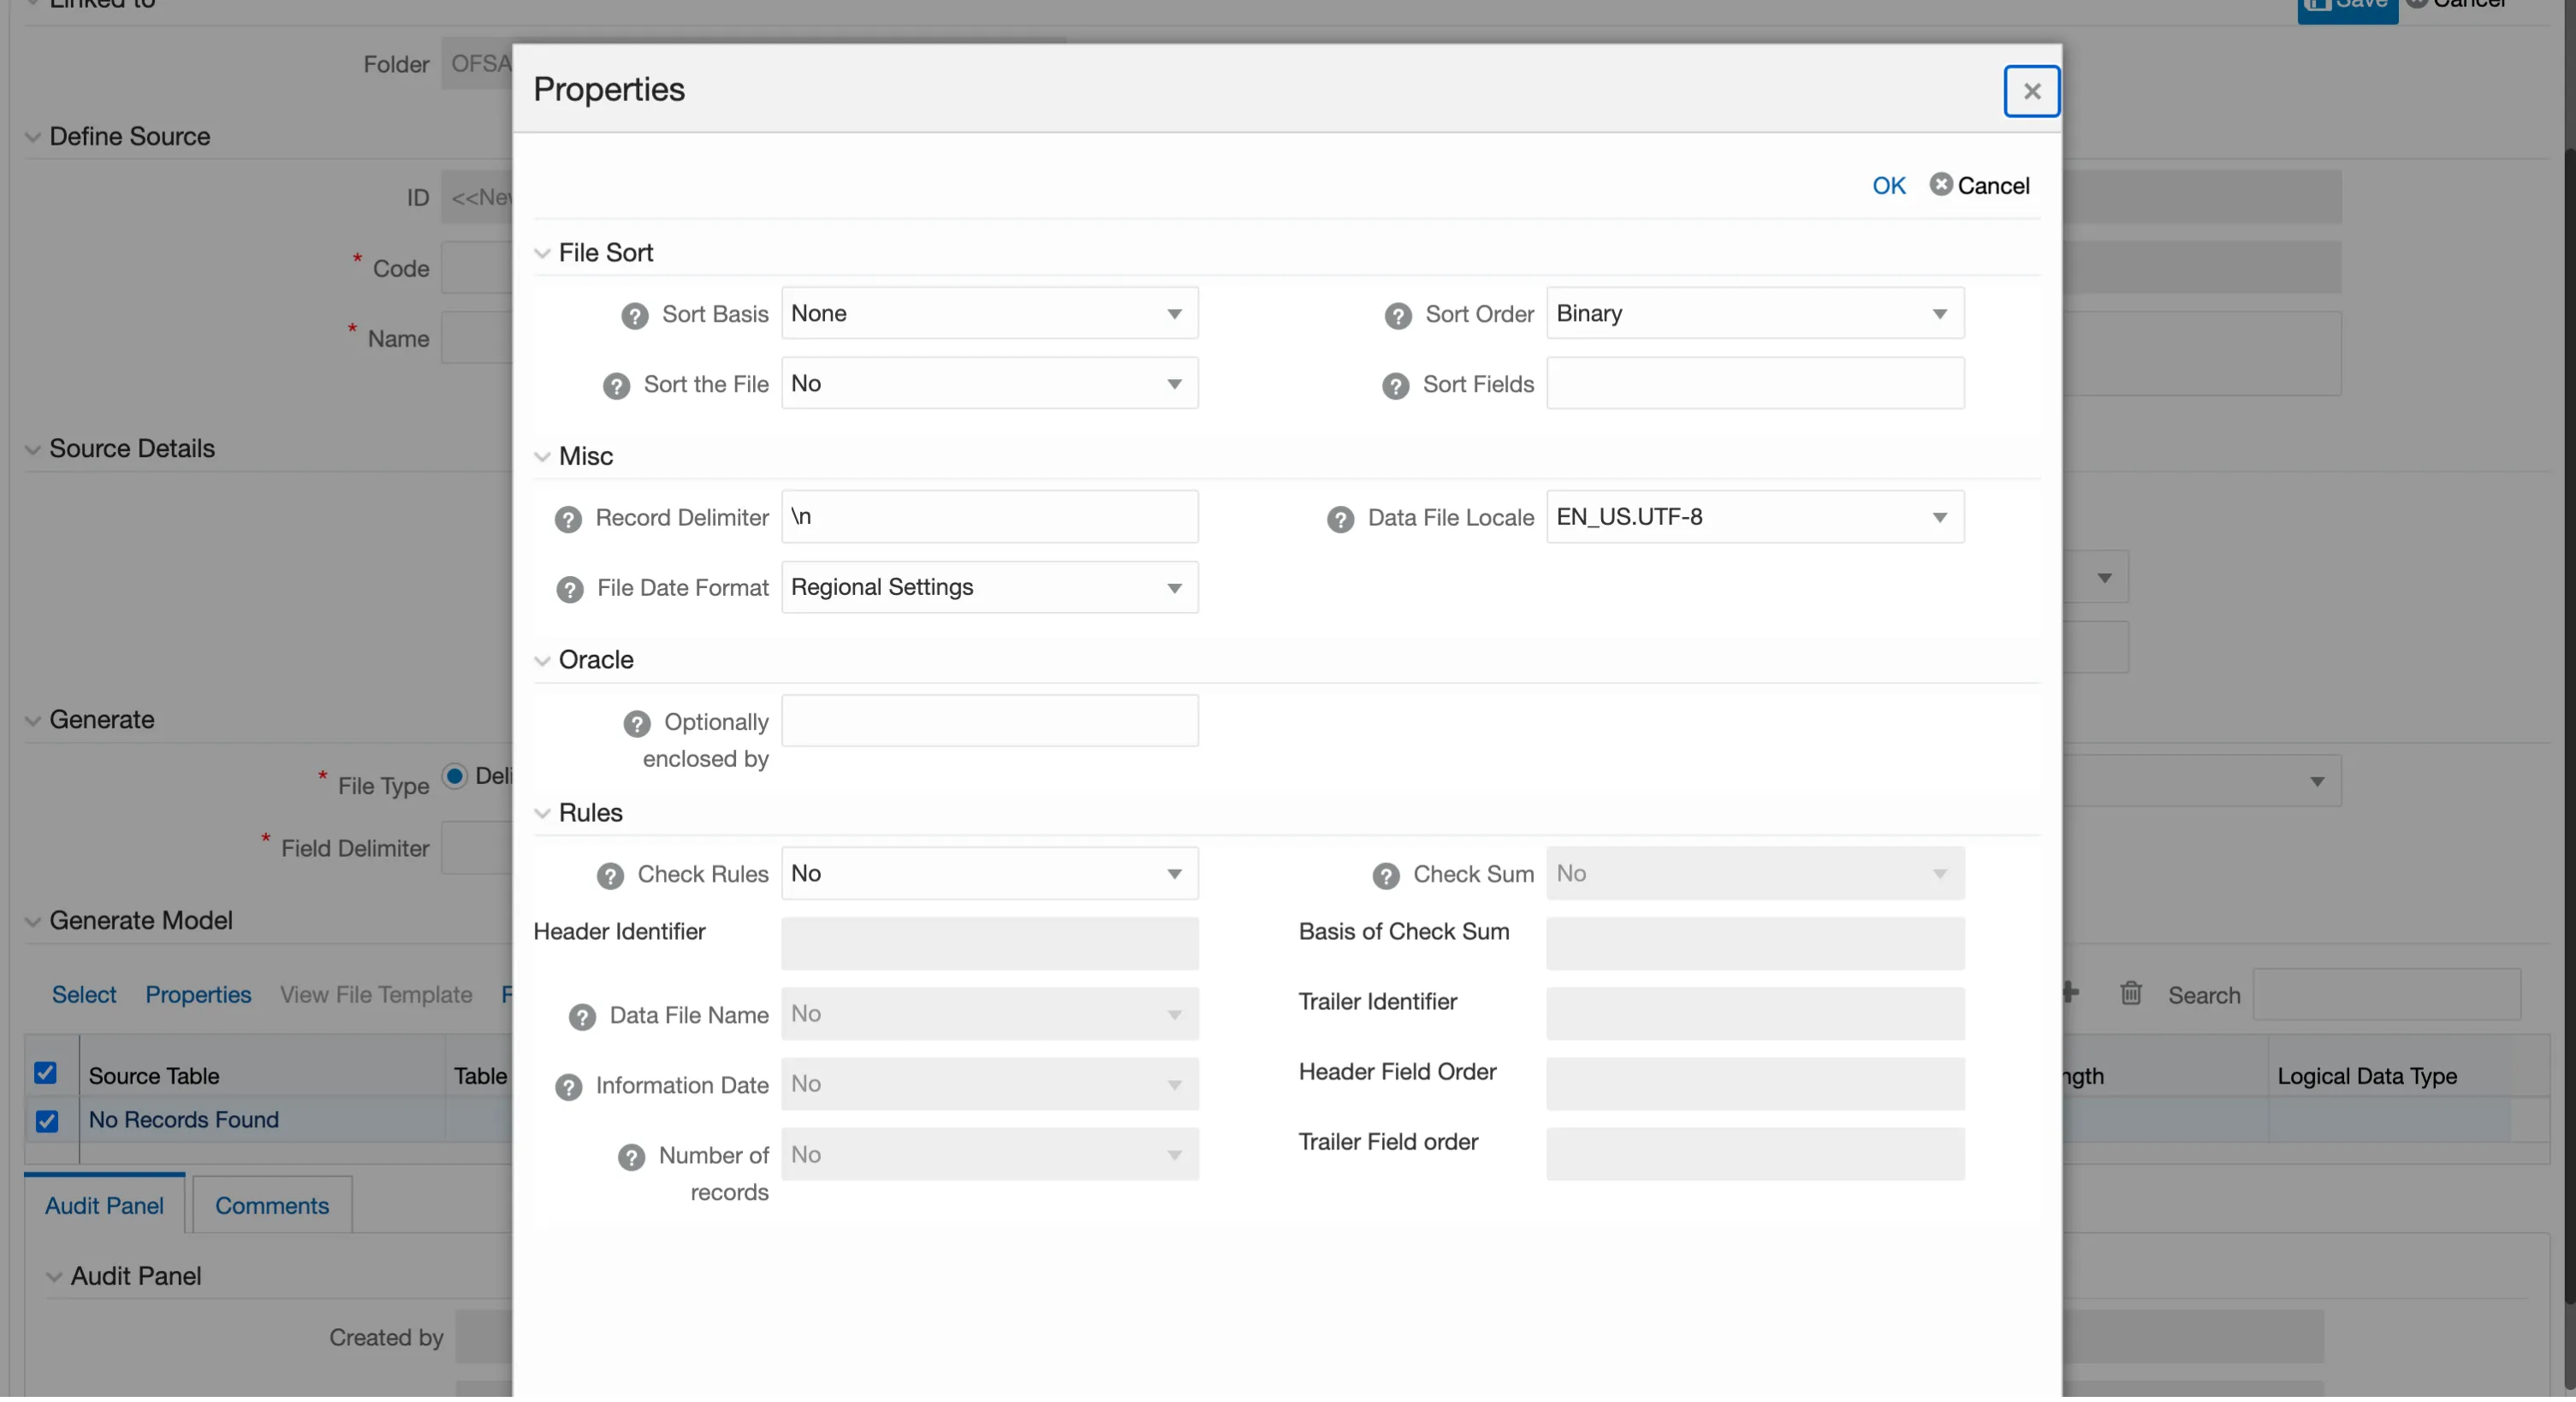 Linked to
Save Cancel
Folder OFSA
Properties
×
Define Source
OK Cancel
ID <<New
File Sort
* Code
? Sort Basis None
? Sort Order Binary
* Name
? Sort the File No
? Sort Fields
Source Details
Misc
? Record Delimiter \n
? Data File Locale EN_US.UTF-8
? File Date Format Regional Settings
Oracle
Generate
? Optionally
enclosed by
* File Type Deli
Rules
* Field Delimiter
? Check Rules No
? Check Sum No
Generate Model
Header Identifier
Basis of Check Sum
Select Properties View File Template F
Search
? Data File Name No
Trailer Identifier
Source Table Table
ngth Logical Data Type
? Information Date No
Header Field Order
No Records Found
? Number of
records No
Trailer Field order
Audit Panel Comments
Audit Panel
Created by